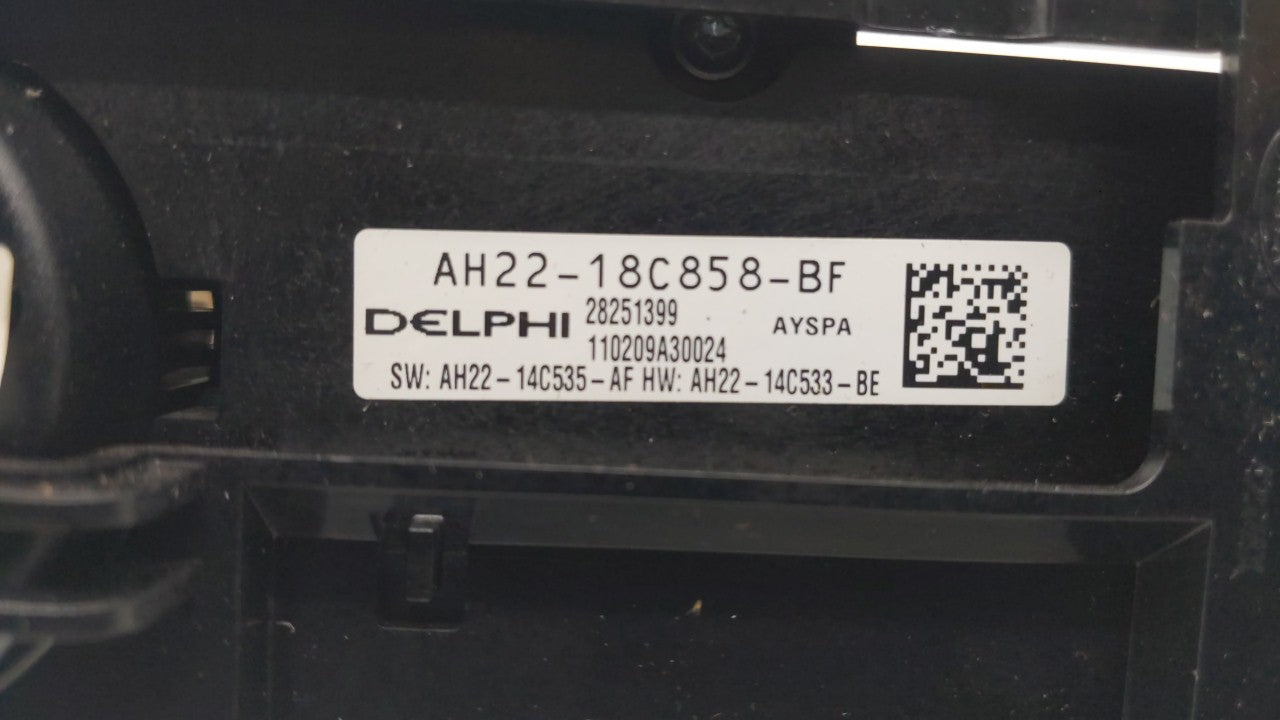 AH22-18C858-BF
DELPHI 28251399 AYSPA
110209A30024
SW: AH22-14C535-AF HW: AH22-14C533-BE